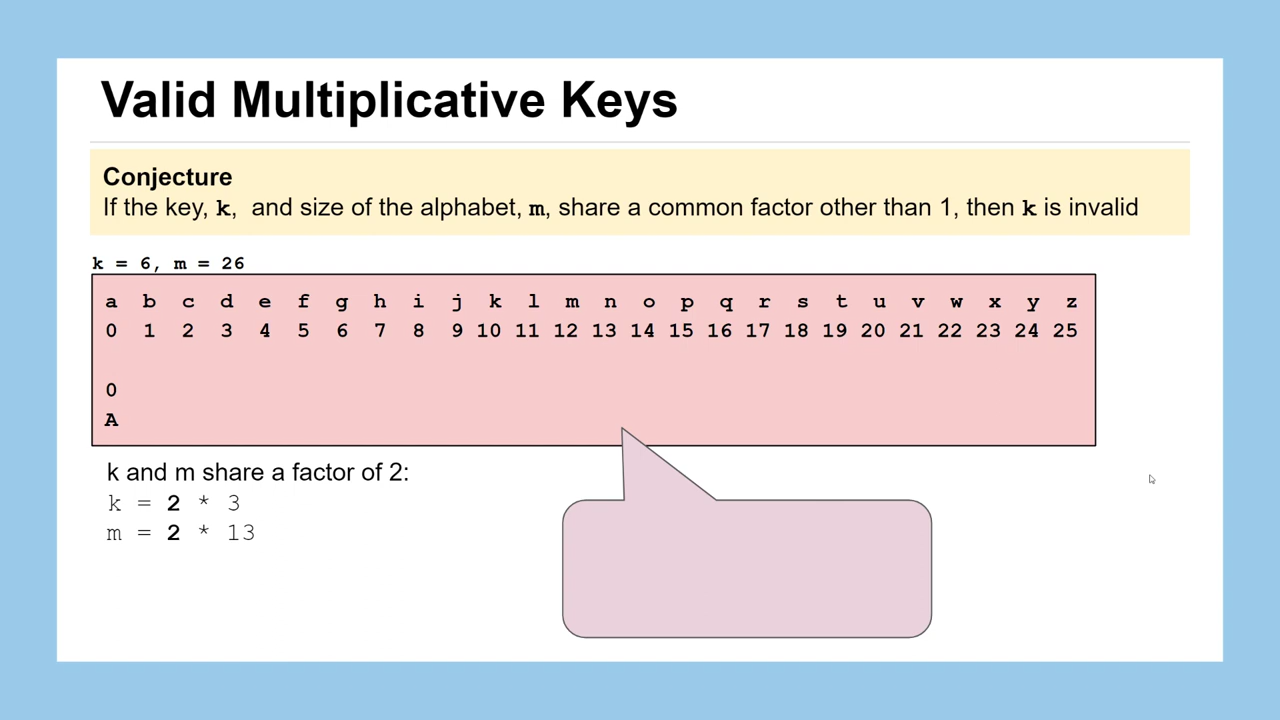 Valid Multiplicative Keys
Conjecture
If the key, k, and size of the alphabet, m, share a common factor other than 1, then k is invalid
k = 6, m = 26
a b c d e f g h i j k l m n o p q r s t u v w x y z
0 1 2 3 4 5 6 7 8 9 10 11 12 13 14 15 16 17 18 19 20 21 22 23 24 25
0
A
k and m share a factor of 2:
k = 2 * 3
m = 2 * 13